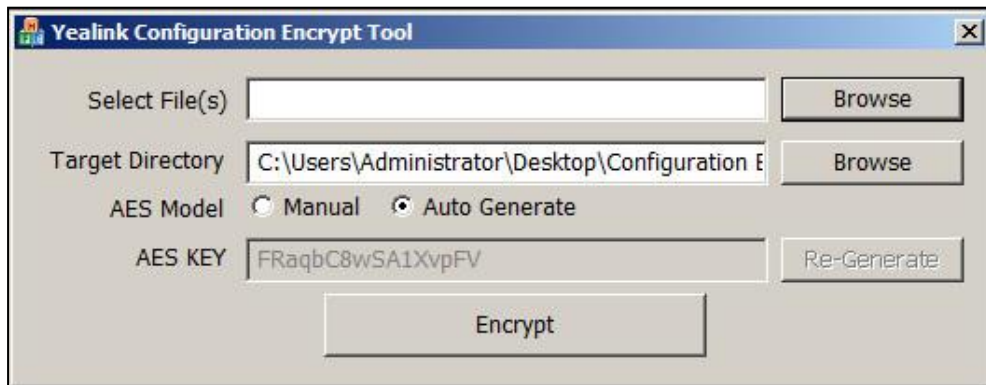 Yealink Configuration Encrypt Tool
Select File(s) Browse
Target Directory C:\Users\Administrator\Desktop\Configuration E Browse
AES Model Manual Auto Generate
AES KEY FRaqbC8wSA1XvpFV Re-Generate
Encrypt